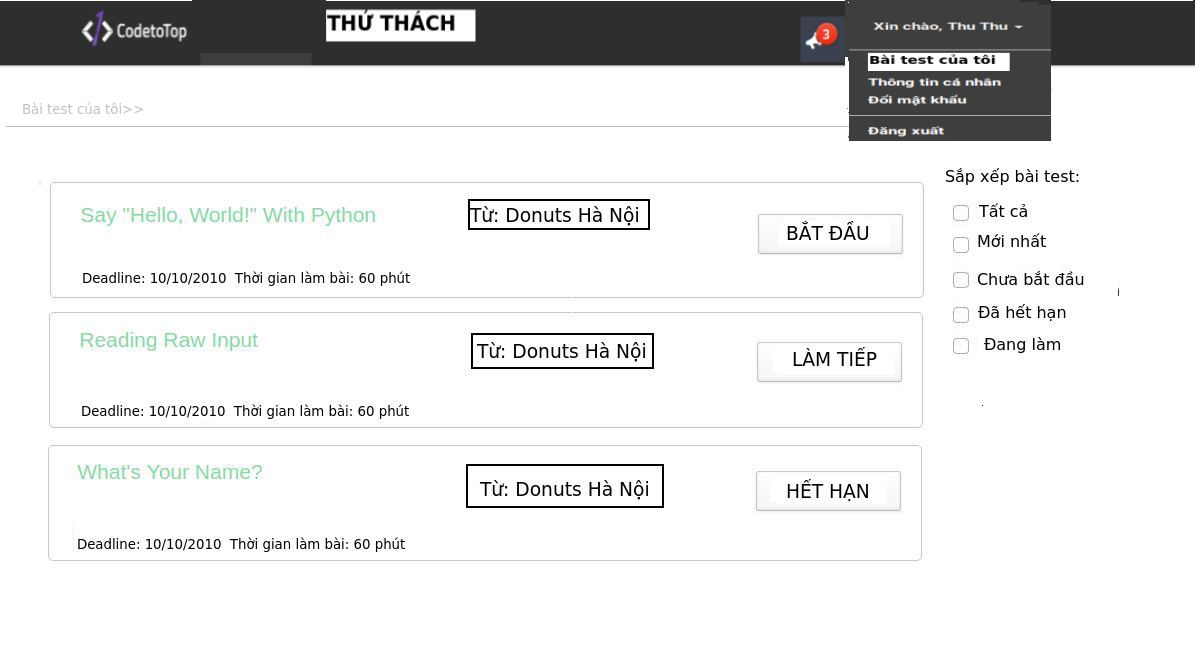 CodetoTop
THỬ THÁCH
3
Xin chào, Thu Thu
Bài test của tôi
Thông tin cá nhân
Đổi mật khẩu
Đăng xuất
Bài test của tôi>>
Sắp xếp bài test:
Tất cả
Mới nhất
Chưa bắt đầu
Đã hết hạn
Đang làm
Say "Hello, World!" With Python
Từ: Donuts Hà Nội
BẮT ĐẦU
Deadline: 10/10/2010 Thời gian làm bài: 60 phút
Reading Raw Input
Từ: Donuts Hà Nội
LÀM TIẾP
Deadline: 10/10/2010 Thời gian làm bài: 60 phút
What's Your Name?
Từ: Donuts Hà Nội
HẾT HẠN
Deadline: 10/10/2010 Thời gian làm bài: 60 phút